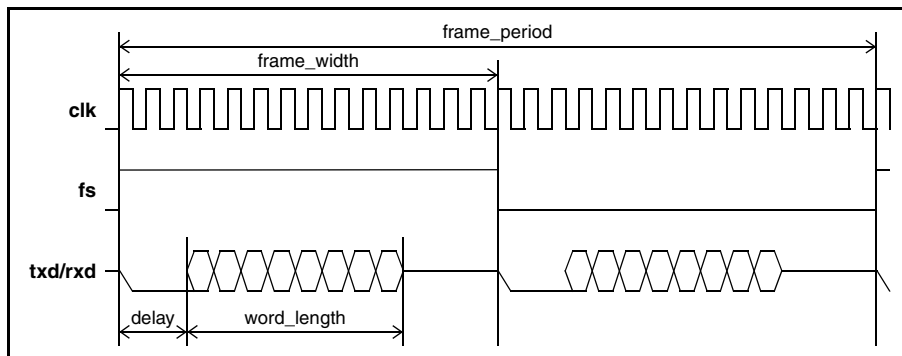 frame_period
frame_width
clk
fs
txd/rxd
delay
word_length